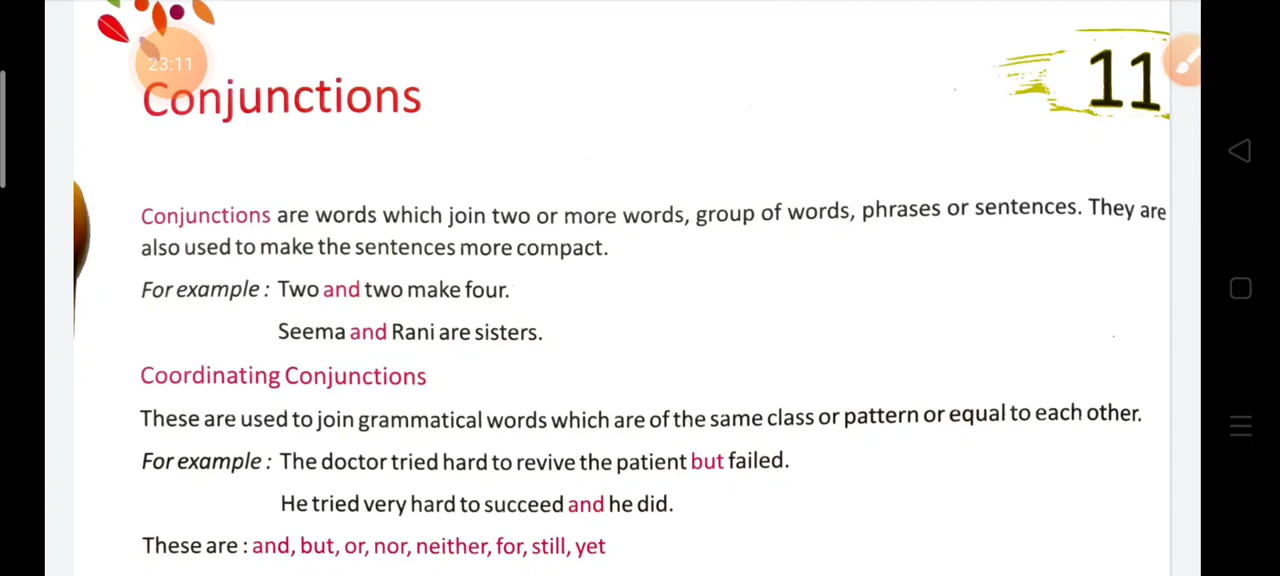 23:11
Conjunctions
11
Conjunctions are words which join two or more words, group of words, phrases or sentences. They are
also used to make the sentences more compact.
For example : Two and two make four.
Seema and Rani are sisters.
Coordinating Conjunctions
These are used to join grammatical words which are of the same class or pattern or equal to each other.
For example : The doctor tried hard to revive the patient but failed.
He tried very hard to succeed and he did.
These are : and, but, or, nor, neither, for, still, yet